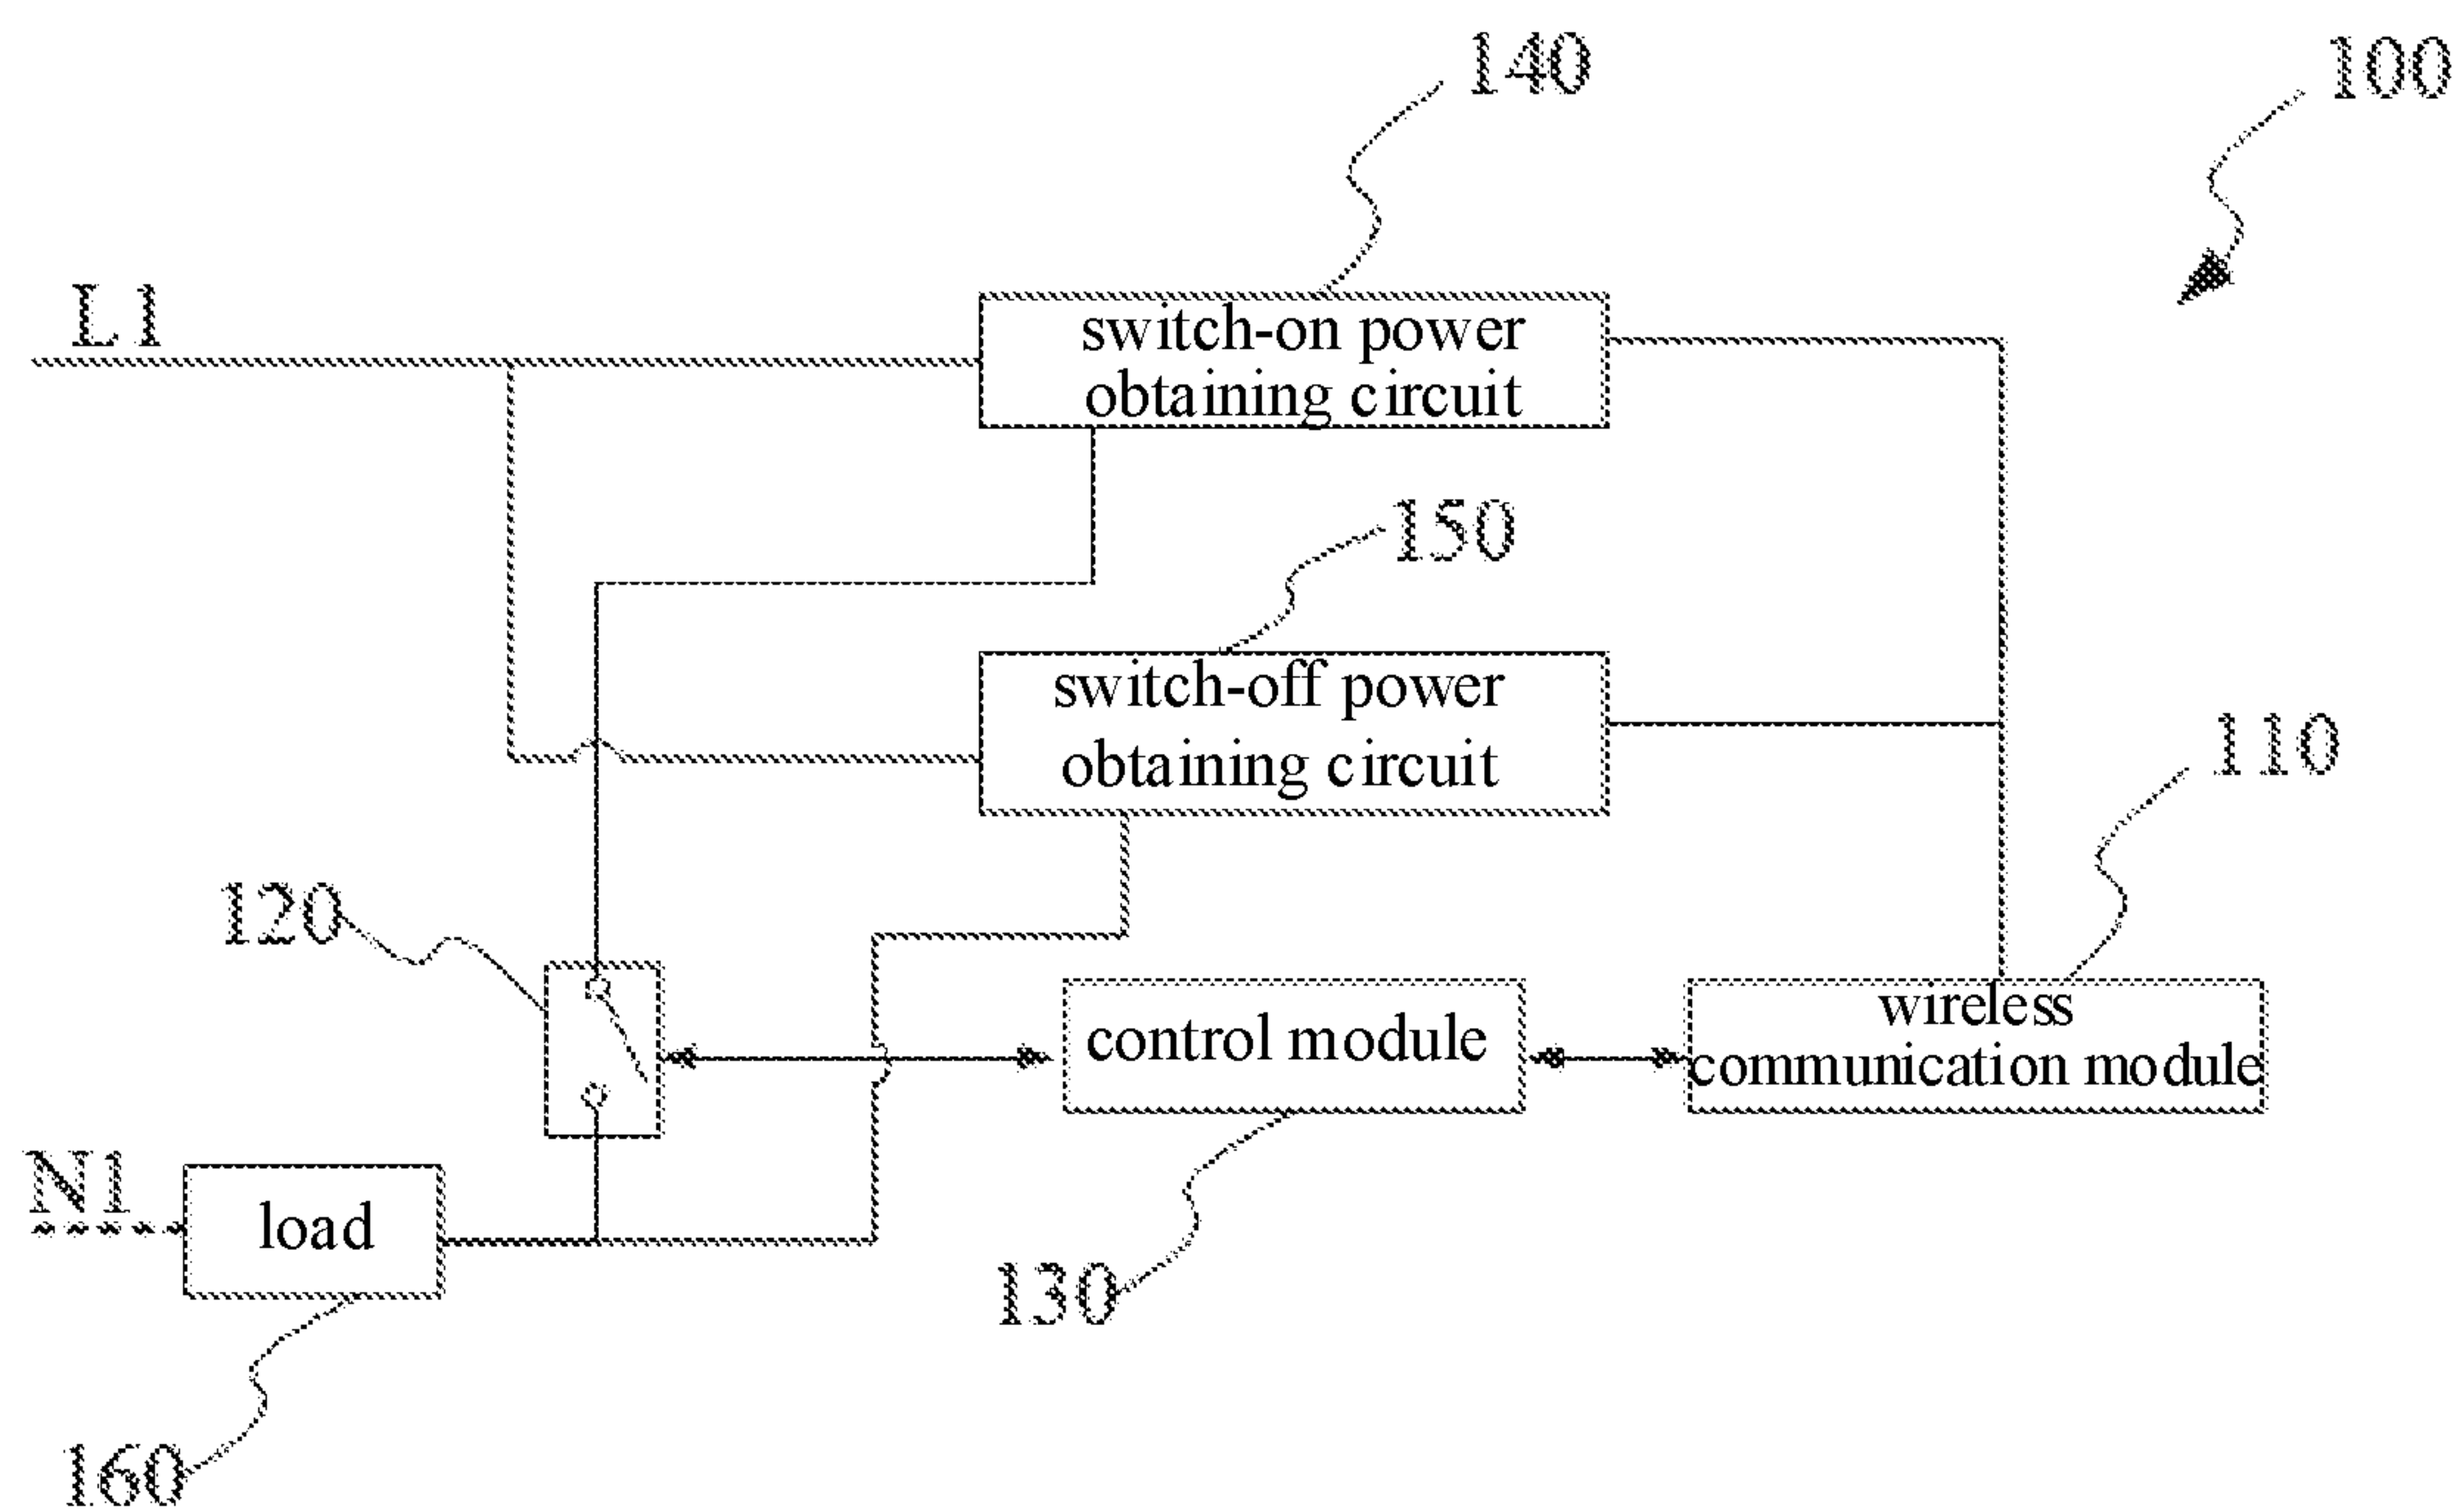 140
100
L1
switch-on power
obtaining circuit
150
switch-off power
obtaining circuit
110
120
control module
wireless
communication module
N1
load
130
160